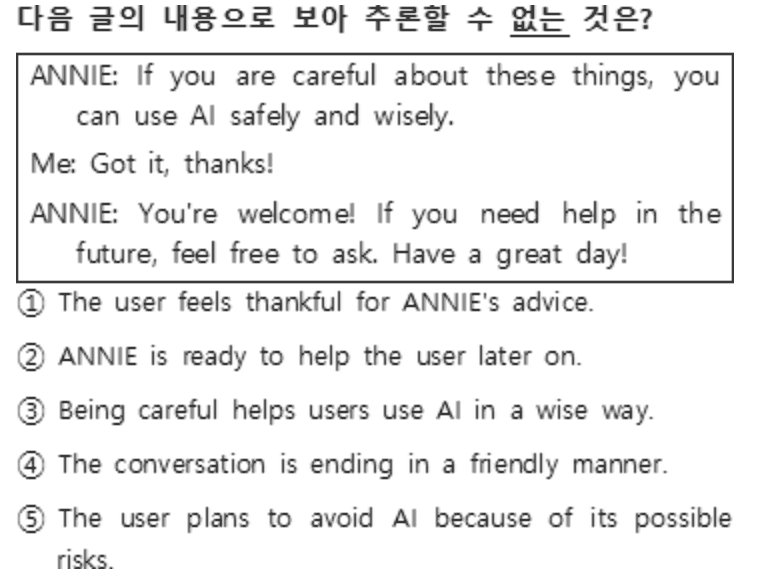 다음 글의 내용으로 보아 추론할 수 없는 것은?
ANNIE: If you are careful about these things, you
can use AI safely and wisely.
Me: Got it, thanks!
ANNIE: You're welcome! If you need help in the
future, feel free to ask. Have a great day!
① The user feels thankful for ANNIE's advice.
② ANNIE is ready to help the user later on.
③ Being careful helps users use AI in a wise way.
④ The conversation is ending in a friendly manner.
⑤ The user plans to avoid AI because of its possible
risks.